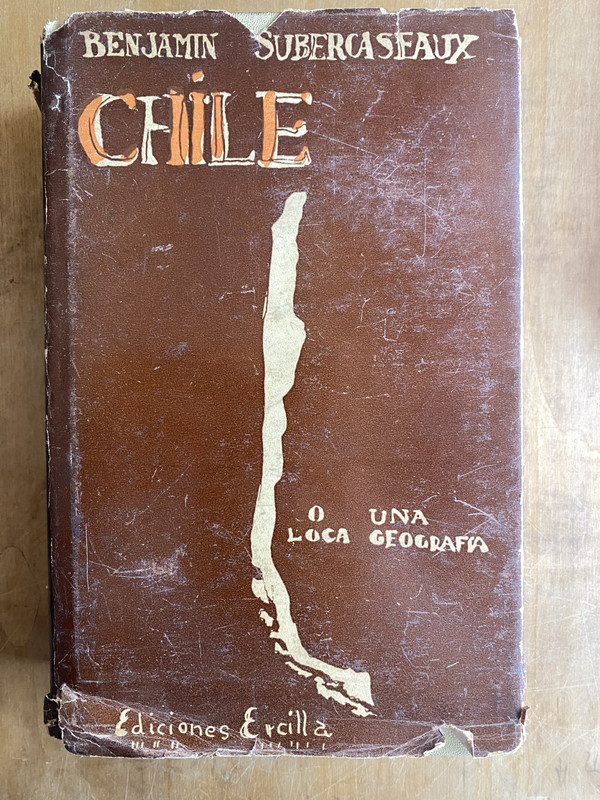 BENJAMIN SUBERCASEAUX
CHILE
O UNA
LOCA GEOGRAFIA
Ediciones Ercilla